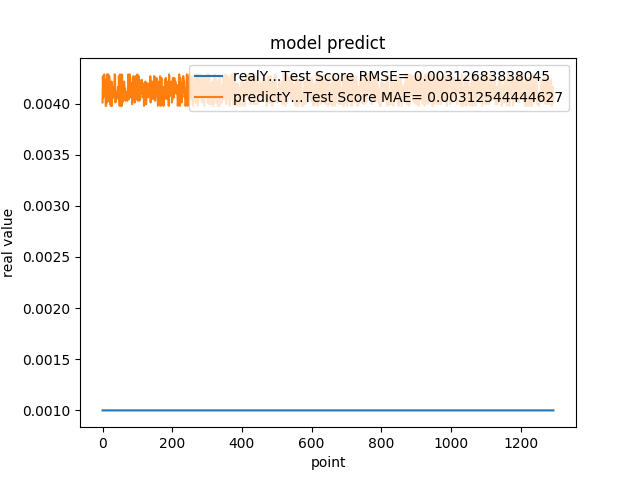 model predict
realY...Test Score RMSE= 0.00312683838045
predictY...Test Score MAE= 0.00312544444627
0.0040
0.0035
0.0030
0.0025
0.0020
0.0015
0.0010
real value
0 200 400 600 800 1000 1200
point